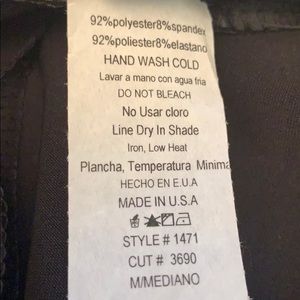 92%polyester8%spandex
92%poliester8%elastano
HAND WASH COLD
Lavar a mano con agua fria
DO NOT BLEACH
No Usar cloro
Line Dry In Shade
Iron, Low Heat
Plancha, Temperatura Minima
HECHO EN E.U.A
MADE IN U.S.A
STYLE # 1471
CUT # 3690
M/MEDIANO